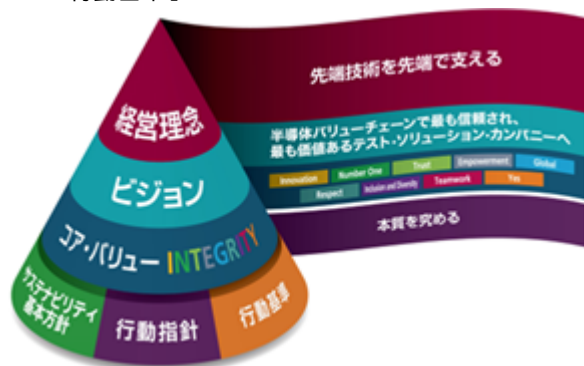 経営理念
先端技術を先端で支える
ビジョン
半導体バリューチェーンで最も信頼され、
最も価値あるテスト・ソリューション・カンパニーへ
コア・バリュー INTEGRITY
Innovation Number One Trust Empowerment Global
Respect Inclusion and Diversity Teamwork Yes
本質を究める
サステナビリティ
基本方針
行動指針
行動基準